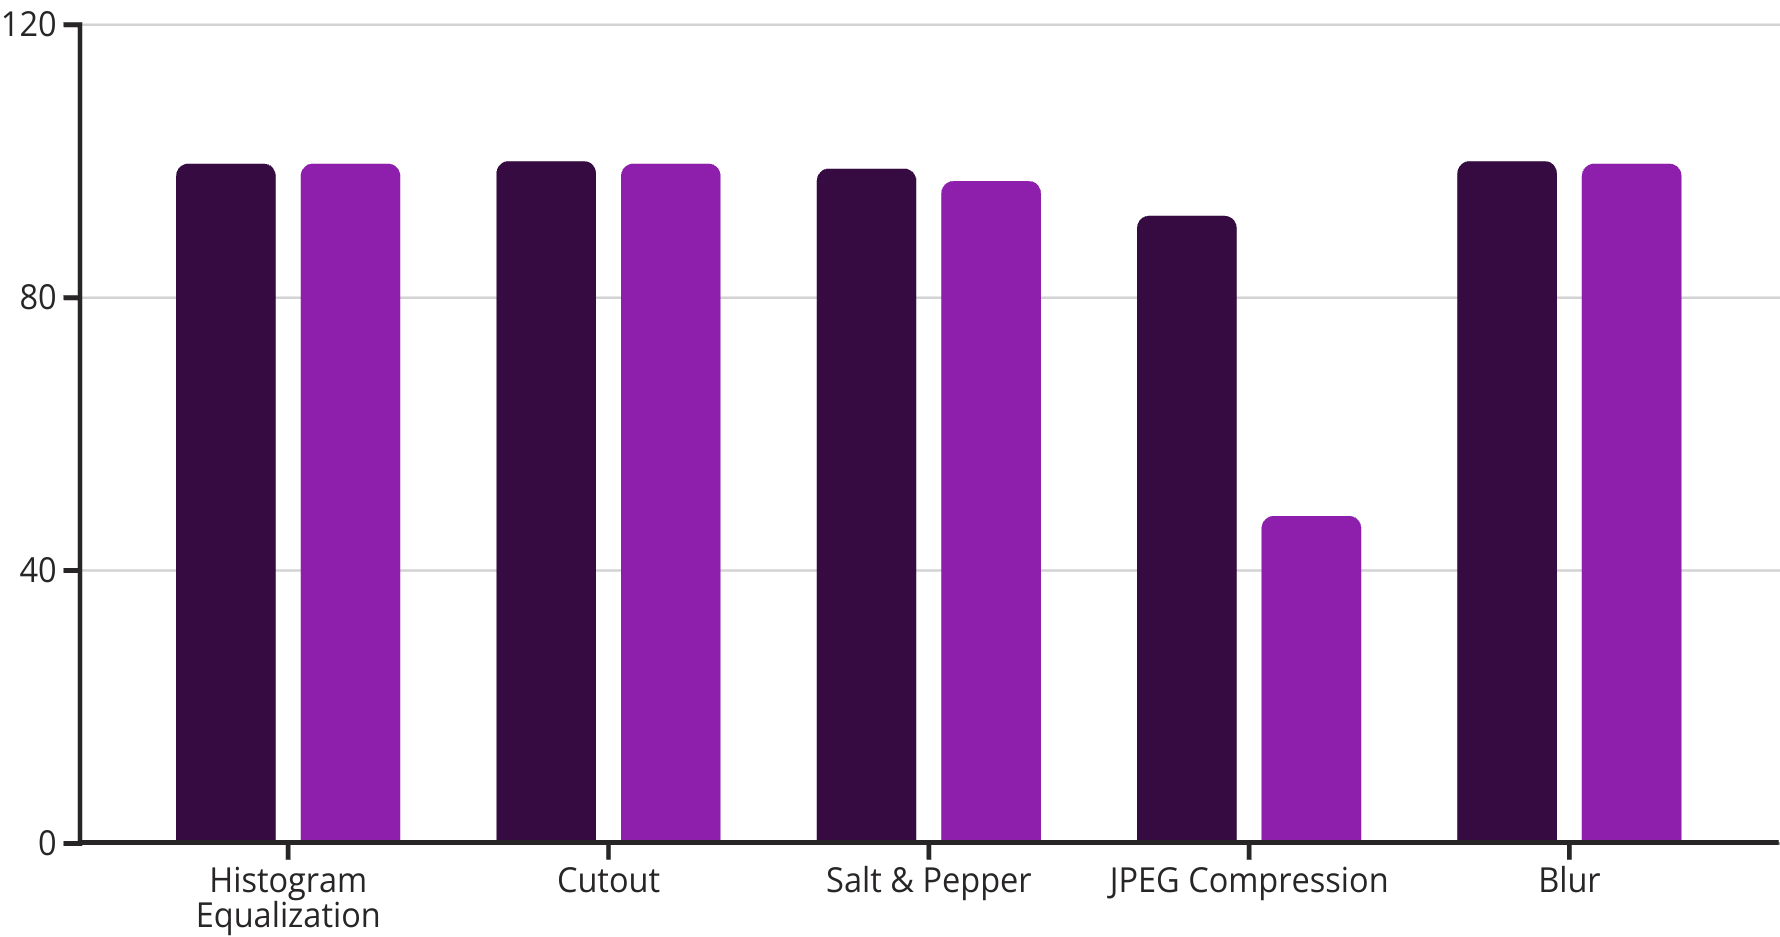 120
80
40
0
Histogram
Equalization
Cutout
Salt & Pepper
JPEG Compression
Blur